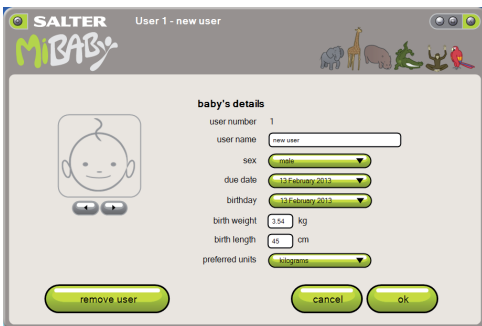 SALTER
User 1 - new user
MiBABy
baby's details
user number 1
user name new user
sex male
due date 13 February 2013
birthday 13 February 2013
birth weight 3.54 kg
birth length 45 cm
preferred units kilograms
remove user
cancel
ok